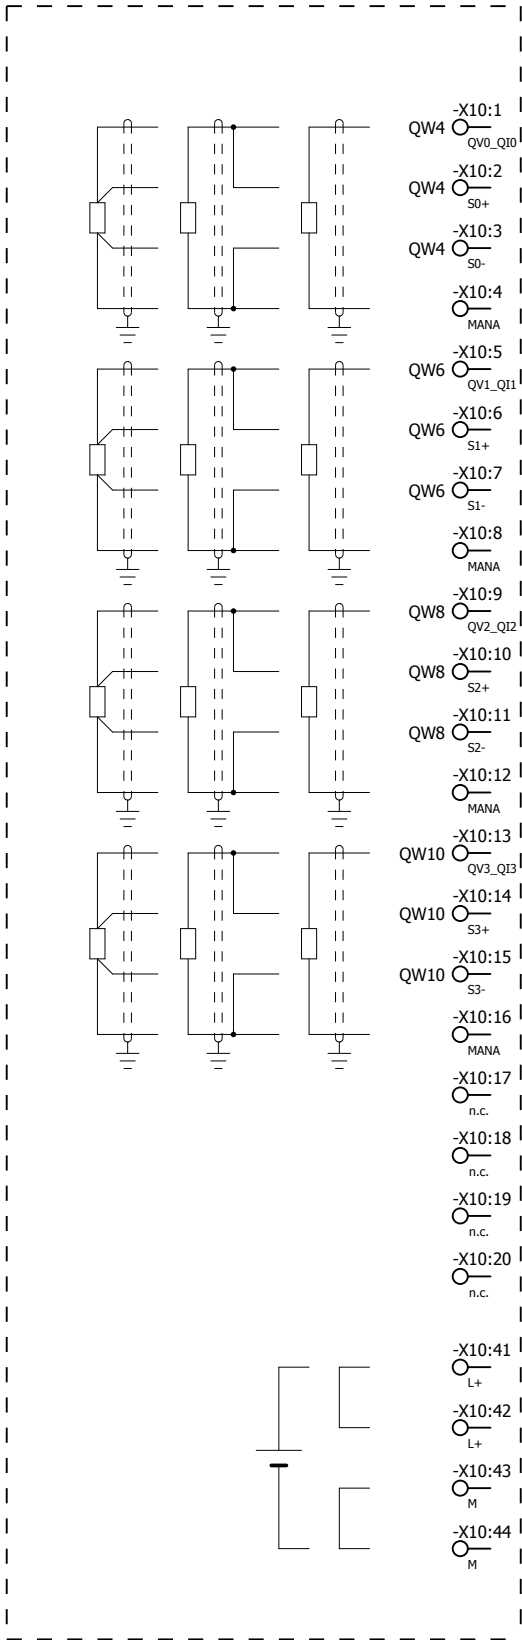 -X10:1
QW4
QV0_QI0
-X10:2
QW4
S0+
-X10:3
QW4
S0-
-X10:4
MANA
-X10:5
QW6
QV1_QI1
-X10:6
QW6
S1+
-X10:7
QW6
S1-
-X10:8
MANA
-X10:9
QW8
QV2_QI2
-X10:10
QW8
S2+
-X10:11
QW8
S2-
-X10:12
MANA
-X10:13
QW10
QV3_QI3
-X10:14
QW10
S3+
-X10:15
QW10
S3-
-X10:16
MANA
-X10:17
n.c.
-X10:18
n.c.
-X10:19
n.c.
-X10:20
n.c.
-X10:41
L+
-X10:42
L+
-X10:43
M
-X10:44
M